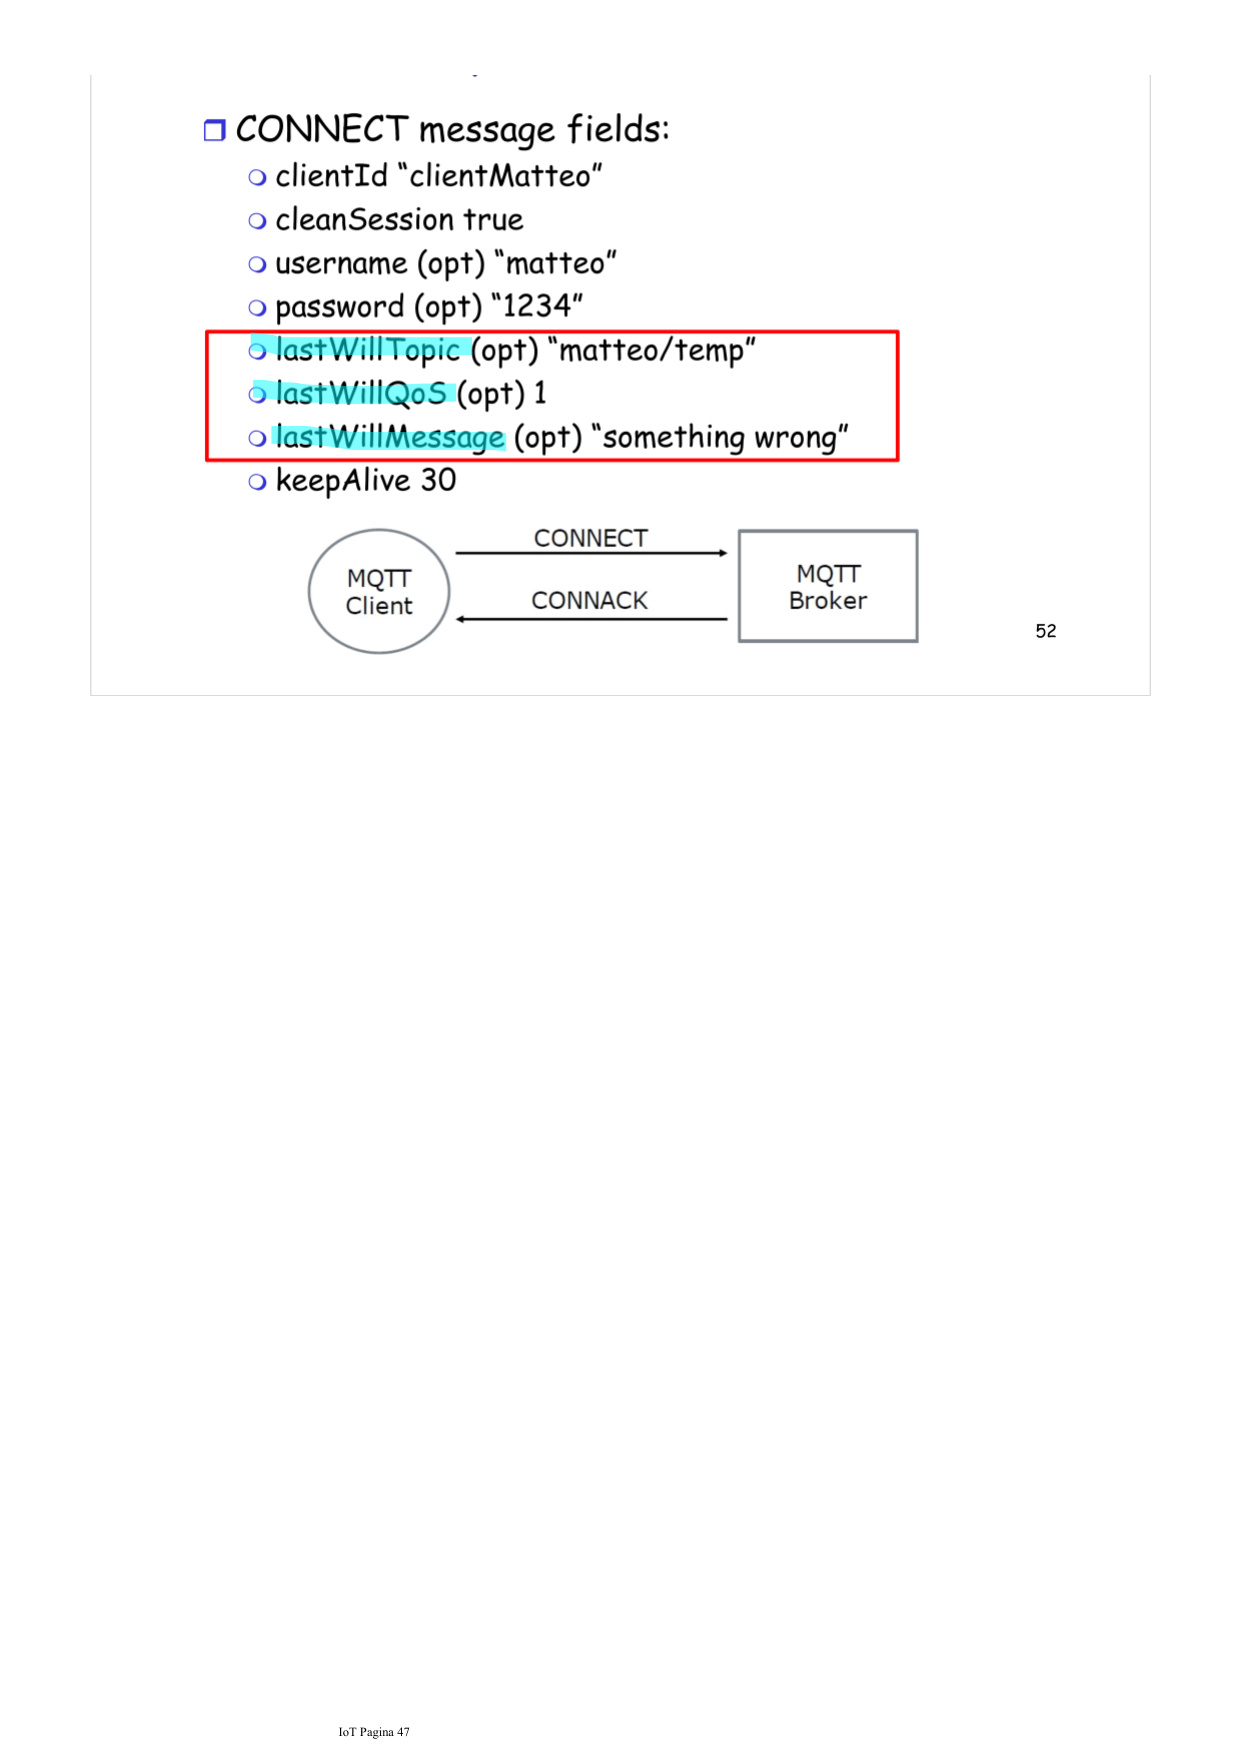 CONNECT message fields:
clientId “clientMatteo”
cleanSession true
username (opt) “matteo”
password (opt) “1234”
lastWillTopic (opt) “matteo/temp”
lastWillQoS (opt) 1
lastWillMessage (opt) “something wrong”
keepAlive 30
CONNECT
MQTT
Client
CONNACK
MQTT
Broker
52
IoT Pagina 47